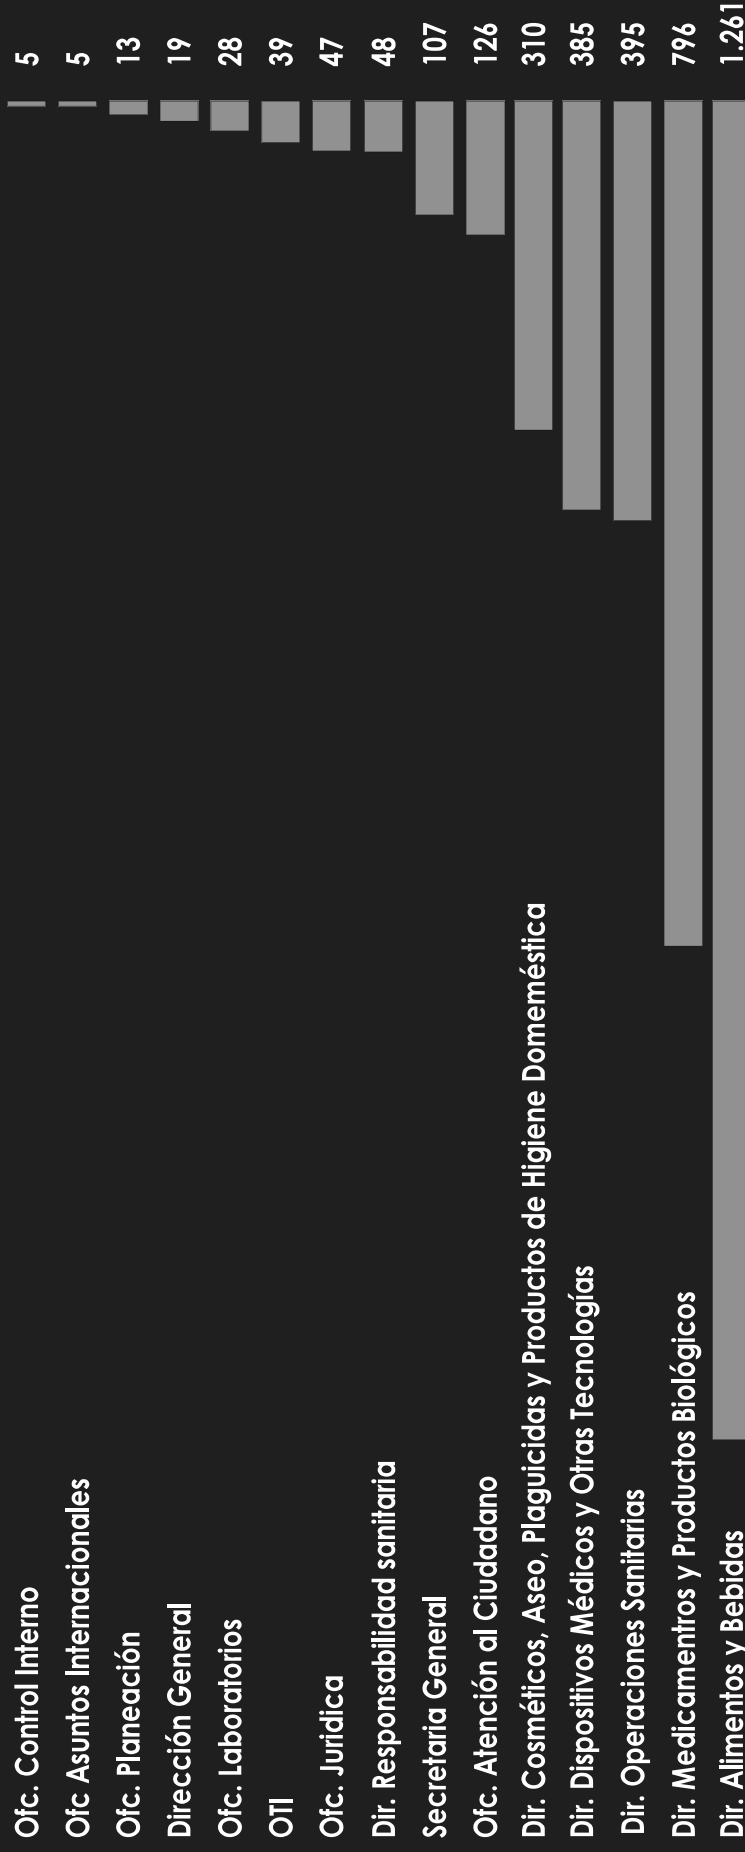 Ofc. Control Interno 5
Ofc Asuntos Internacionales 5
Ofc. Planeación 13
Dirección General 19
Ofc. Laboratorios 28
OTI 39
Ofc. Juridica 47
Dir. Responsabilidad sanitaria 48
Secretaria General 107
Ofc. Atención al Ciudadano 126
Dir. Cosméticos, Aseo, Plaguicidas y Productos de Higiene Domeméstica 310
Dir. Dispositivos Médicos y Otras Tecnologías 385
Dir. Operaciones Sanitarias 395
Dir. Medicamentros y Productos Biológicos 796
Dir. Alimentos y Bebidas 1.261